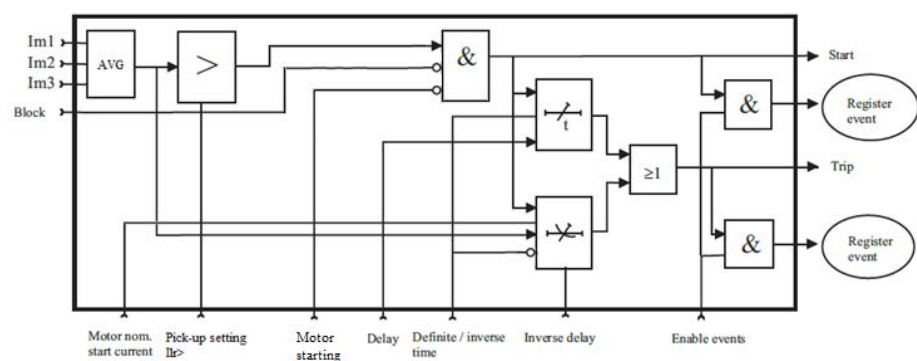 Im1
Im2
Im3
Block
AVG
>
&
t
≥1
&
&
Start
Register
event
Trip
Register
event
Motor nom.
start current
Pick-up setting
Ilr>
Motor
starting
Delay
Definite / inverse
time
Inverse delay
Enable events